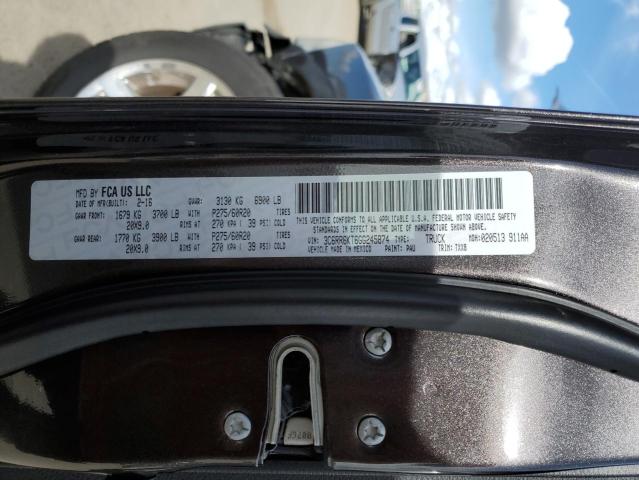 MFD BY FCA US LLC
DATE OF MFR(BUILT): 2-16 GVWR: 3130 KG 6900 LB
GAWR FRONT: 1679 KG 3700 LB P275/60R20 TIRES
20X9.0 RIMS AT 270 KPA ( 39 PSI) COLD
GAWR REAR: 1770 KG 3900 LB P275/60R20 TIRES
20X9.0 RIMS AT 270 KPA ( 39 PSI) COLD
THIS VEHICLE CONFORMS TO ALL APPLICABLE U.S.A. FEDERAL MOTOR VEHICLE SAFETY
STANDARDS IN EFFECT ON THE DATE OF MANUFACTURE SHOWN ABOVE.
VIN: 3C6RR6KT6GG245874 TYPE: TRUCK MDH: 020513 911AA
VEHICLE MADE IN MEXICO PAINT: PAU TRIM: TXX8